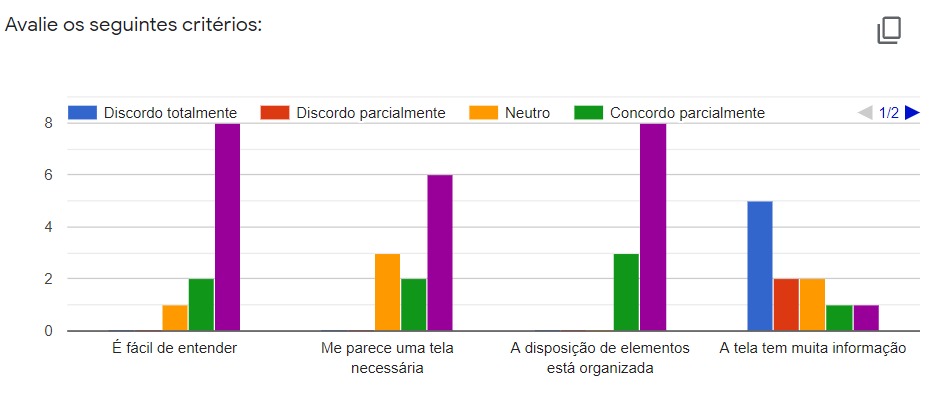 Avalie os seguintes critérios:
Discordo totalmente Discordo parcialmente Neutro Concordo parcialmente 1/2
8
6
4
2
0
É fácil de entender Me parece uma tela A disposição de elementos A tela tem muita informação
necessária está organizada